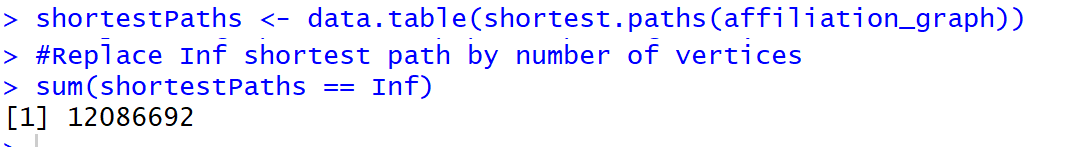 > shortestPaths <- data.table(shortest.paths(affiliation_graph))
> #Replace Inf shortest path by number of vertices
> sum(shortestPaths == Inf)
[1] 12086692
>